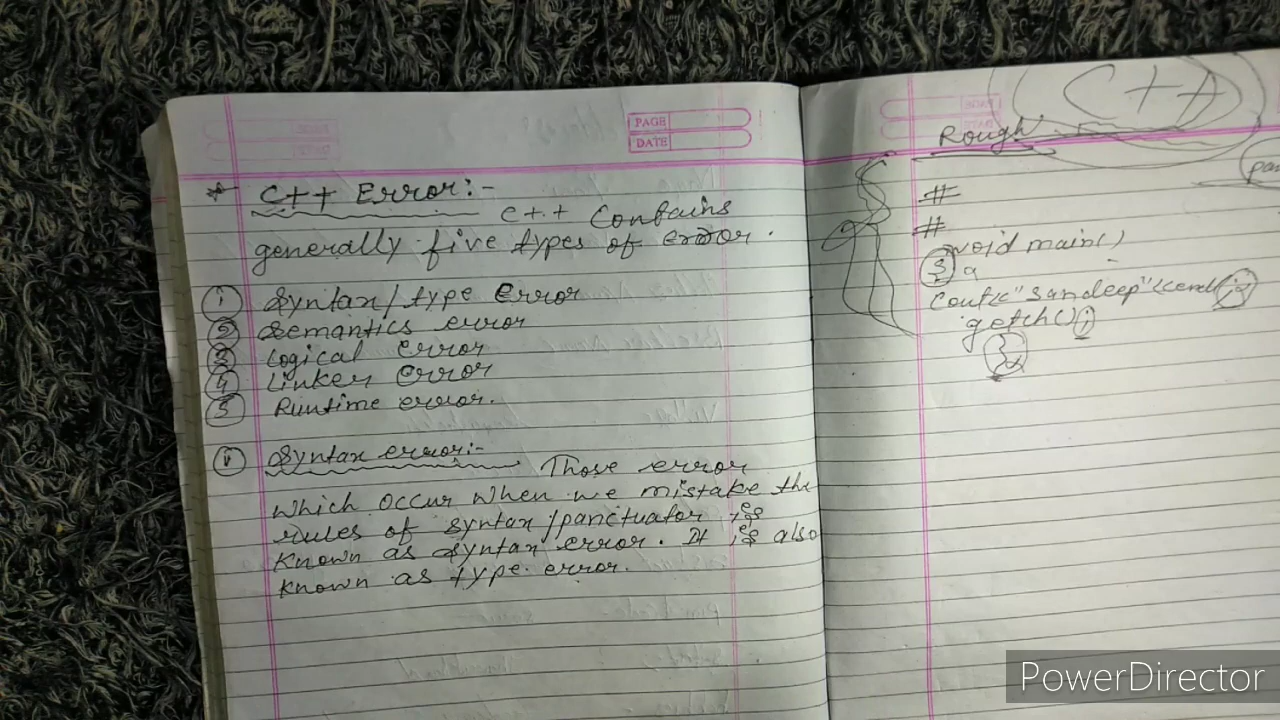 PAGE
DATE
* C++ Error:-
C++ Contains
generally five types of error.
① Syntax/type Error
② Semantics error
③ Logical error
④ Linker error
⑤ Runtime error.
① Syntax error:-
Those error
which occur when we mistake the
rules of syntax/panctuator is
known as syntax error. It is also
known as type error.
C++
Rough
#
#
void main()
{
Cout<<"Sandeep"<<endl;
getch();
}
PowerDirector